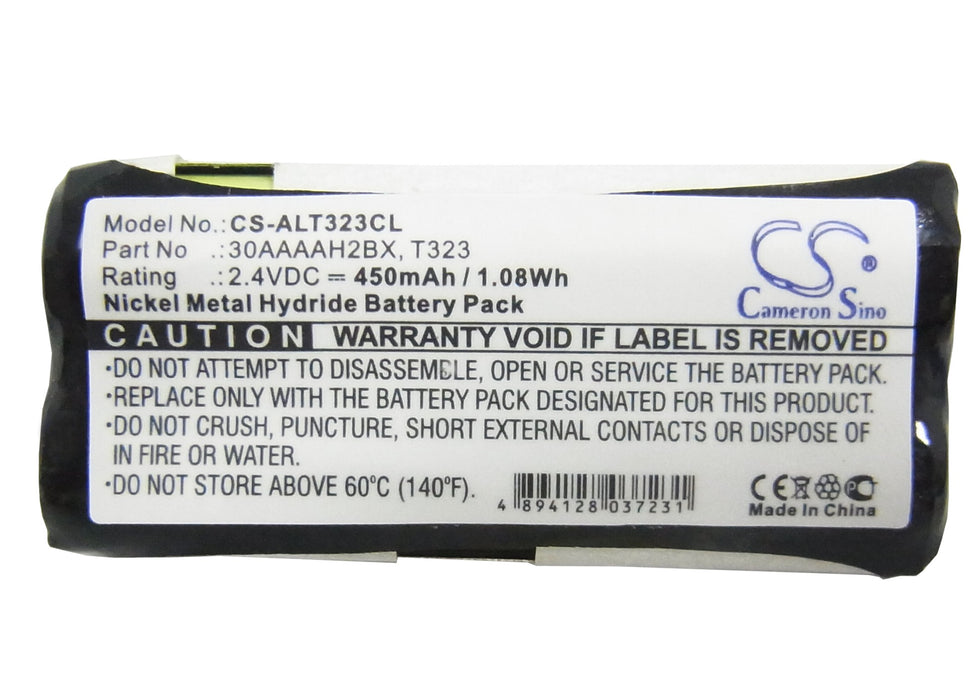 Model No.: CS-ALT323CL
Part No .: 30AAAAH2BX, T323
Rating .: 2.4VDC ⎓ 450mAh / 1.08Wh
Nickel Metal Hydride Battery Pack
CS ®
Cameron Sino
CAUTION WARRANTY VOID IF LABEL IS REMOVED
•DO NOT ATTEMPT TO DISASSEMBLE, OPEN OR SERVICE THE BATTERY PACK.
•REPLACE ONLY WITH THE BATTERY PACK DESIGNATED FOR THIS PRODUCT.
•DO NOT CRUSH, PUNCTURE, SHORT EXTERNAL CONTACTS OR DISPOSE OF
IN FIRE OR WATER.
•DO NOT STORE ABOVE 60°C (140°F).
4 894128 037231
CE
Made In China